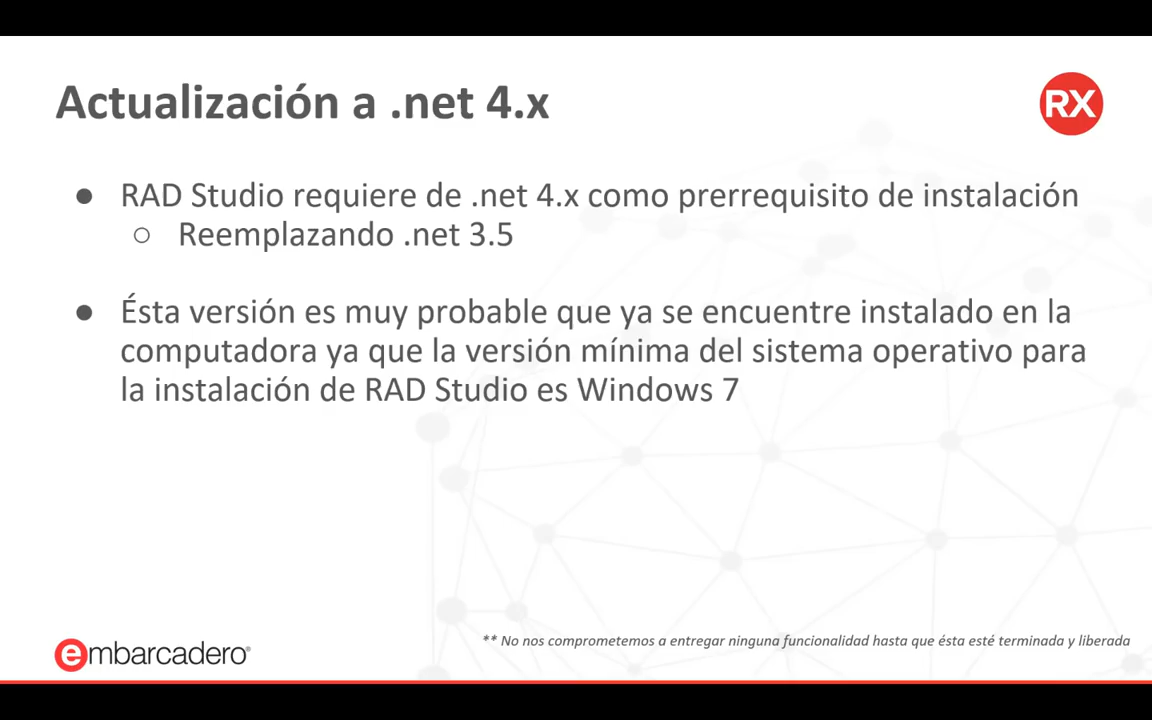 Actualización a .net 4.x
RX
● RAD Studio requiere de .net 4.x como prerrequisito de instalación
○ Reemplazando .net 3.5
● Ésta versión es muy probable que ya se encuentre instalado en la
computadora ya que la versión mínima del sistema operativo para
la instalación de RAD Studio es Windows 7
embarcadero®
** No nos comprometemos a entregar ninguna funcionalidad hasta que ésta esté terminada y liberada